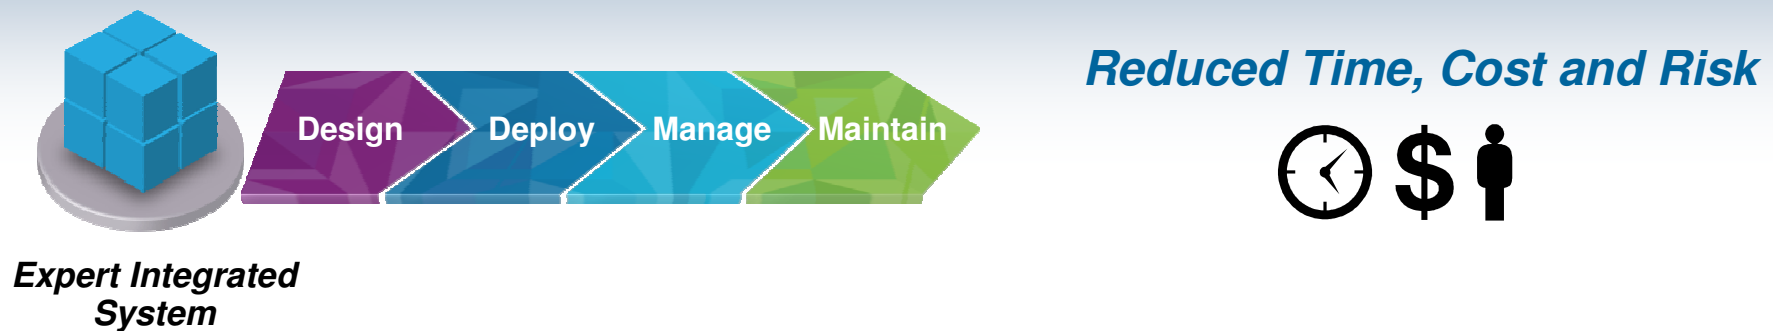 Reduced Time, Cost and Risk
Design Deploy Manage Maintain
$
Expert Integrated
System